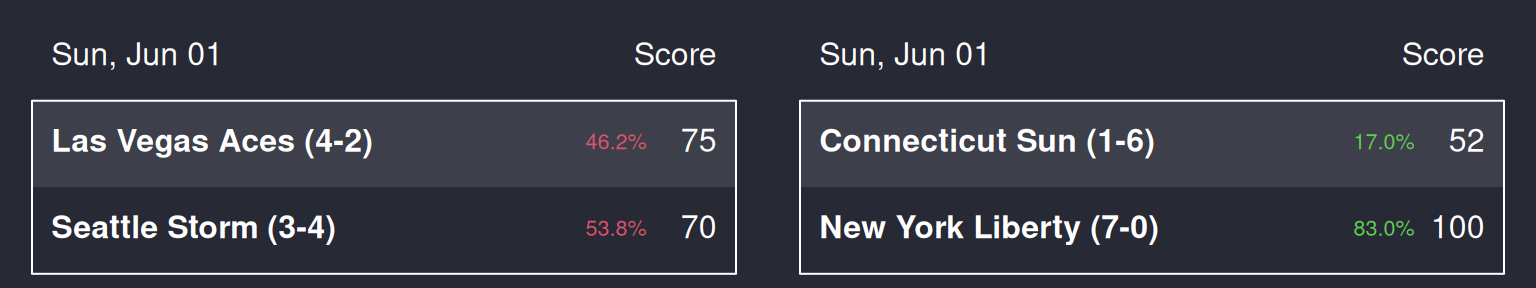 Sun, Jun 01 Score
Las Vegas Aces (4-2) 46.2% 75
Seattle Storm (3-4) 53.8% 70
Sun, Jun 01 Score
Connecticut Sun (1-6) 17.0% 52
New York Liberty (7-0) 83.0% 100